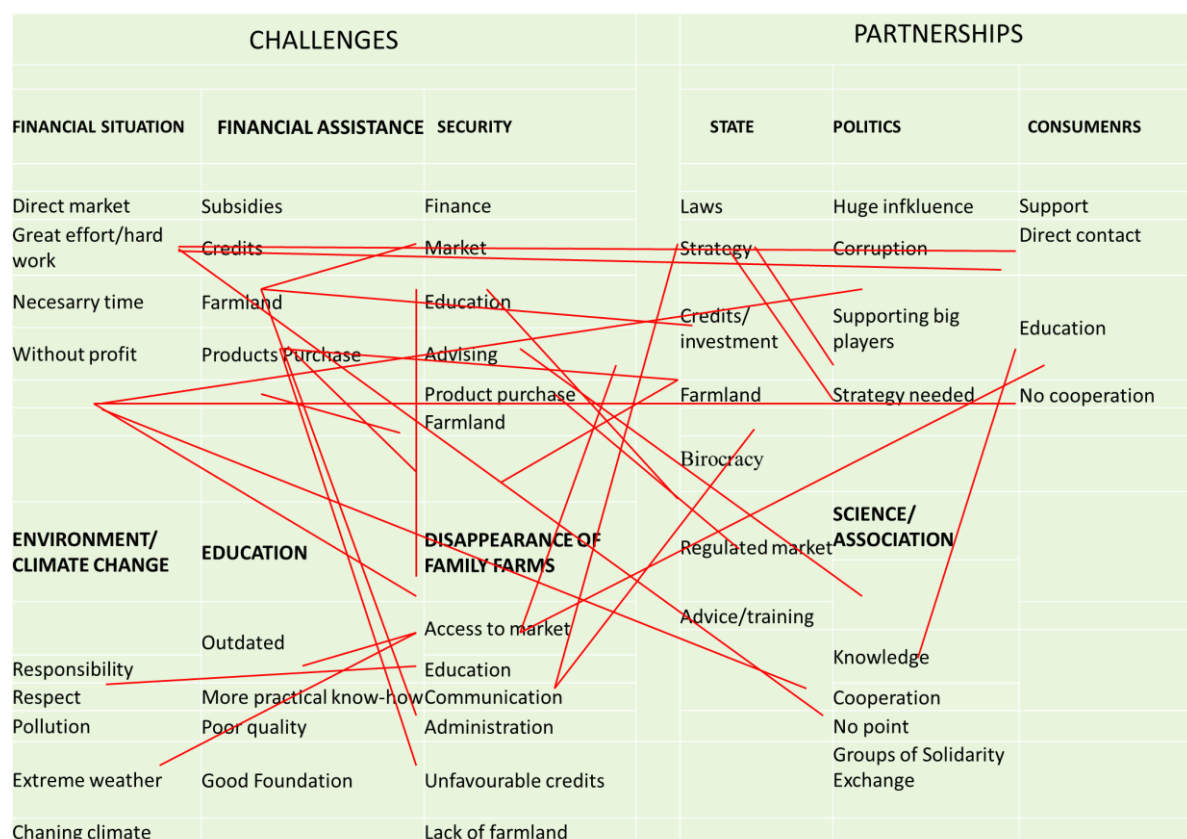 CHALLENGES
PARTNERSHIPS
FINANCIAL SITUATION
FINANCIAL ASSISTANCE
SECURITY
STATE
POLITICS
CONSUMENRS
Direct market
Subsidies
Finance
Laws
Huge infkluence
Support
Great effort/hard
work
Credits
Market
Strategy
Corruption
Direct contact
Necesarry time
Farmland
Education
Credits/
investment
Supporting big
players
Education
Without profit
Products Purchase
Advising
Product purchase
Farmland
Strategy needed
No cooperation
Farmland
Birocracy
ENVIRONMENT/
CLIMATE CHANGE
EDUCATION
DISAPPEARANCE OF
FAMILY FARMS
Regulated market
SCIENCE/
ASSOCIATION
Outdated
Access to market
Advice/training
Responsibility
Education
Knowledge
Respect
More practical know-how
Communication
Cooperation
Pollution
Poor quality
Administration
No point
Groups of Solidarity
Exchange
Extreme weather
Good Foundation
Unfavourable credits
Chaning climate
Lack of farmland